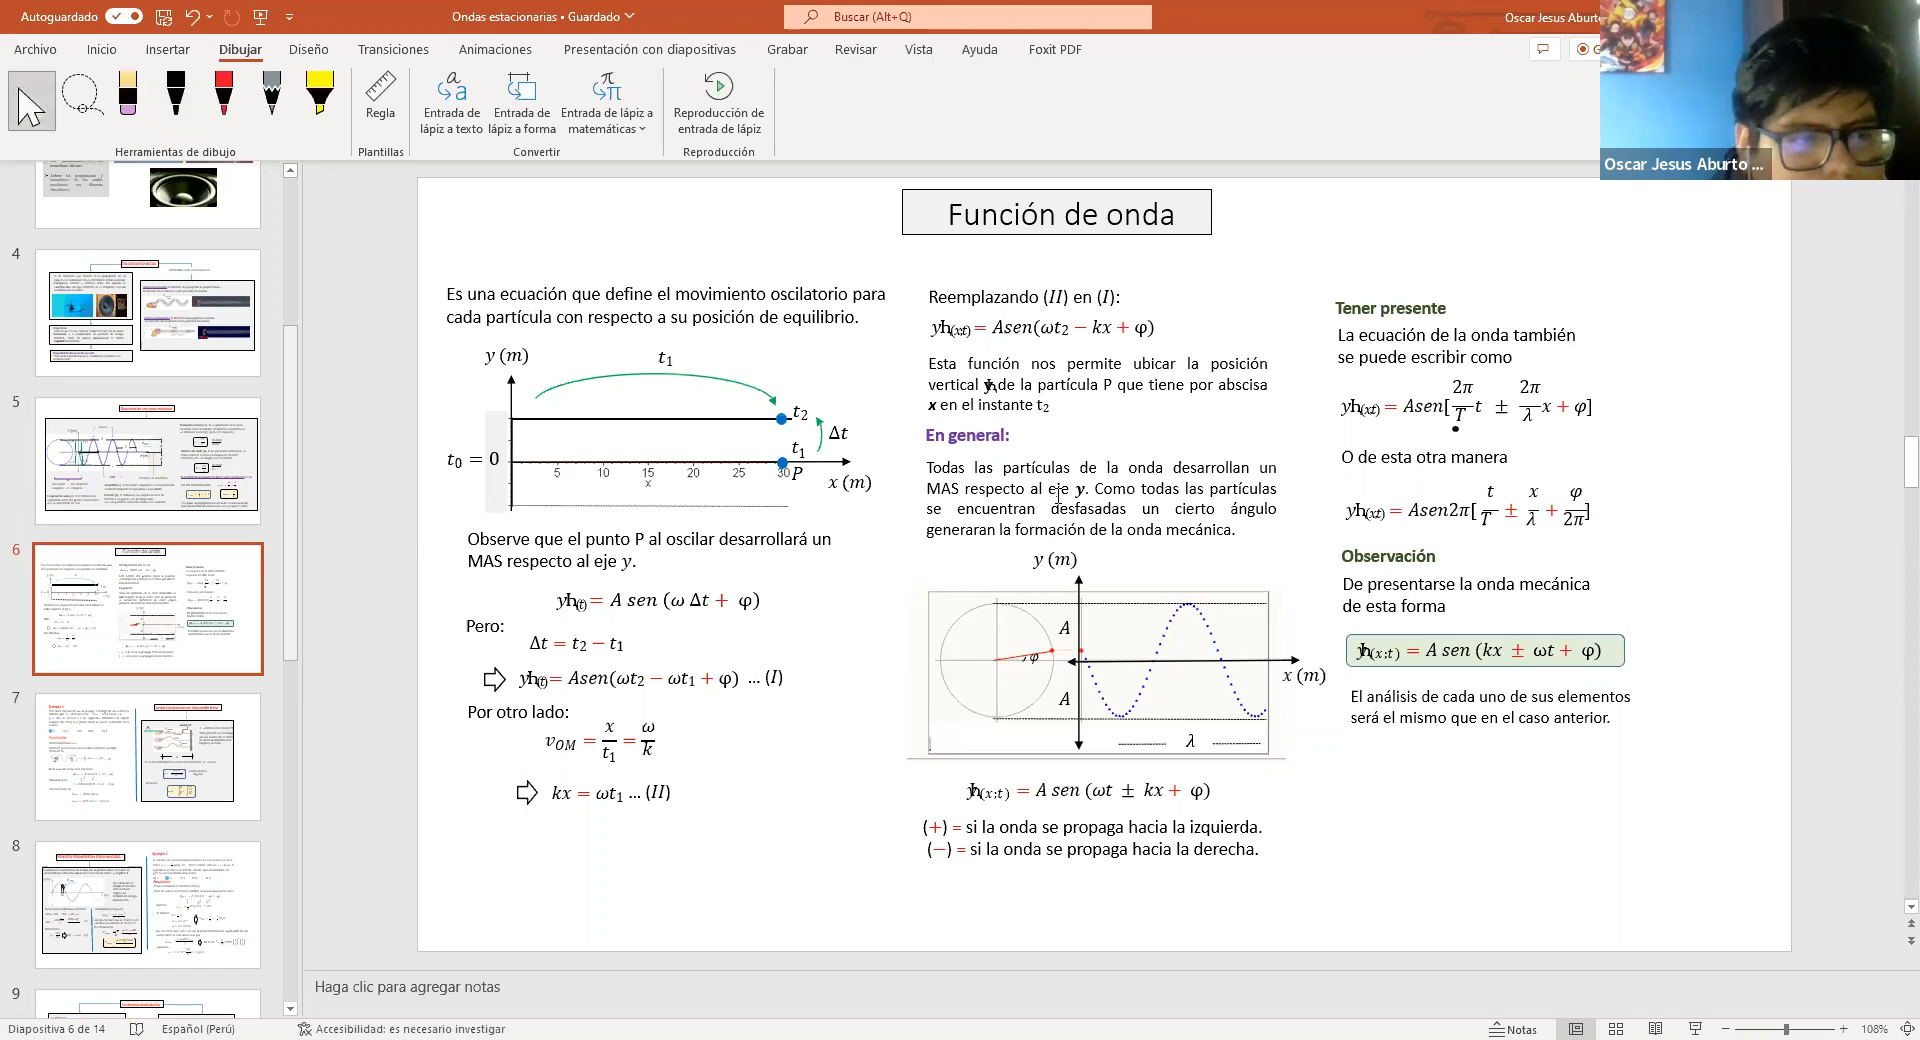 Autoguardado
Ondas estacionarias • Guardado
Buscar (Alt+Q)
Oscar Jesus Aburto
Archivo
Inicio
Insertar
Dibujar
Diseño
Transiciones
Animaciones
Presentación con diapositivas
Grabar
Revisar
Vista
Ayuda
Foxit PDF
Regla
Entrada de lápiz a texto
Entrada de lápiz a forma
Entrada de lápiz a matemáticas
Reproducción de entrada de lápiz
Herramientas de dibujo
Plantillas
Convertir
Reproducción
Oscar Jesus Aburto ...
4
5
6
7
8
9
Función de onda
Es una ecuación que define el movimiento oscilatorio para
cada partícula con respecto a su posición de equilibrio.
y (m)
t₁
t₂
Δt
t₁
t₀ = 0
5 10 15 20 25 30 P
x
x (m)
Observe que el punto P al oscilar desarrollará un
MAS respecto al eje y.
y(t) = A sen (ω Δt + φ)
Pero:
Δt = t₂ − t₁
y(t) = Asen(ωt₂ − ωt₁ + φ) ... (I)
Por otro lado:
v_OM = x/t₁ = ω/k
kx = ωt₁ ... (II)
Reemplazando (II) en (I):
y(x;t) = Asen(ωt₂ − kx + φ)
Esta función nos permite ubicar la posición
vertical y, de la partícula P que tiene por abscisa
x en el instante t₂
En general:
Todas las partículas de la onda desarrollan un
MAS respecto al eje y. Como todas las partículas
se encuentran desfasadas un cierto ángulo
generaran la formación de la onda mecánica.
y (m)
A
φ
A
x (m)
λ
y(x;t) = A sen (ωt ± kx + φ)
(+) = si la onda se propaga hacia la izquierda.
(−) = si la onda se propaga hacia la derecha.
Tener presente
La ecuación de la onda también
se puede escribir como
y(x;t) = Asen[2π/T t ± 2π/λ x + φ]
O de esta otra manera
y(x;t) = Asen2π[t/T ± x/λ + φ/2π]
Observación
De presentarse la onda mecánica
de esta forma
y(x;t) = A sen (kx ± ωt + φ)
El análisis de cada uno de sus elementos
será el mismo que en el caso anterior.
Haga clic para agregar notas
Diapositiva 6 de 14
Español (Perú)
Accesibilidad: es necesario investigar
Notas
108%